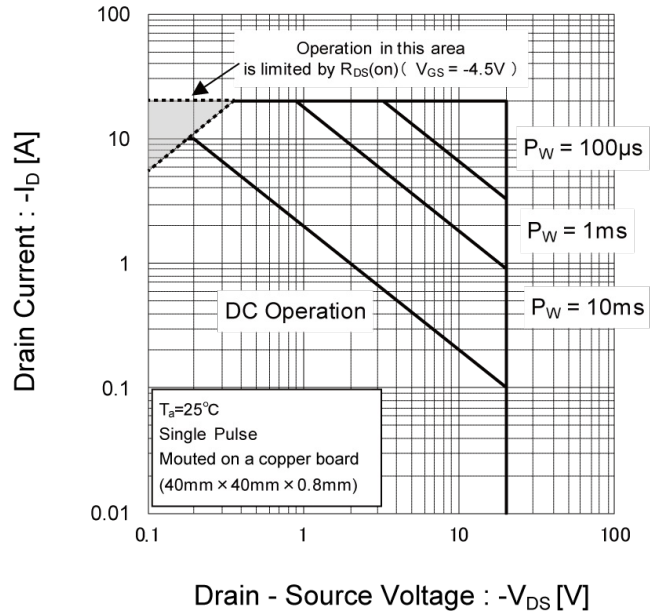 100
Operation in this area
is limited by RDS(on)( VGS = -4.5V )
10
PW = 100μs
PW = 1ms
1
DC Operation
PW = 10ms
0.1
Ta=25℃
Single Pulse
Mouted on a copper board
(40mm × 40mm × 0.8mm)
0.01
0.1
1
10
100
Drain Current : -ID [A]
Drain - Source Voltage : -VDS [V]